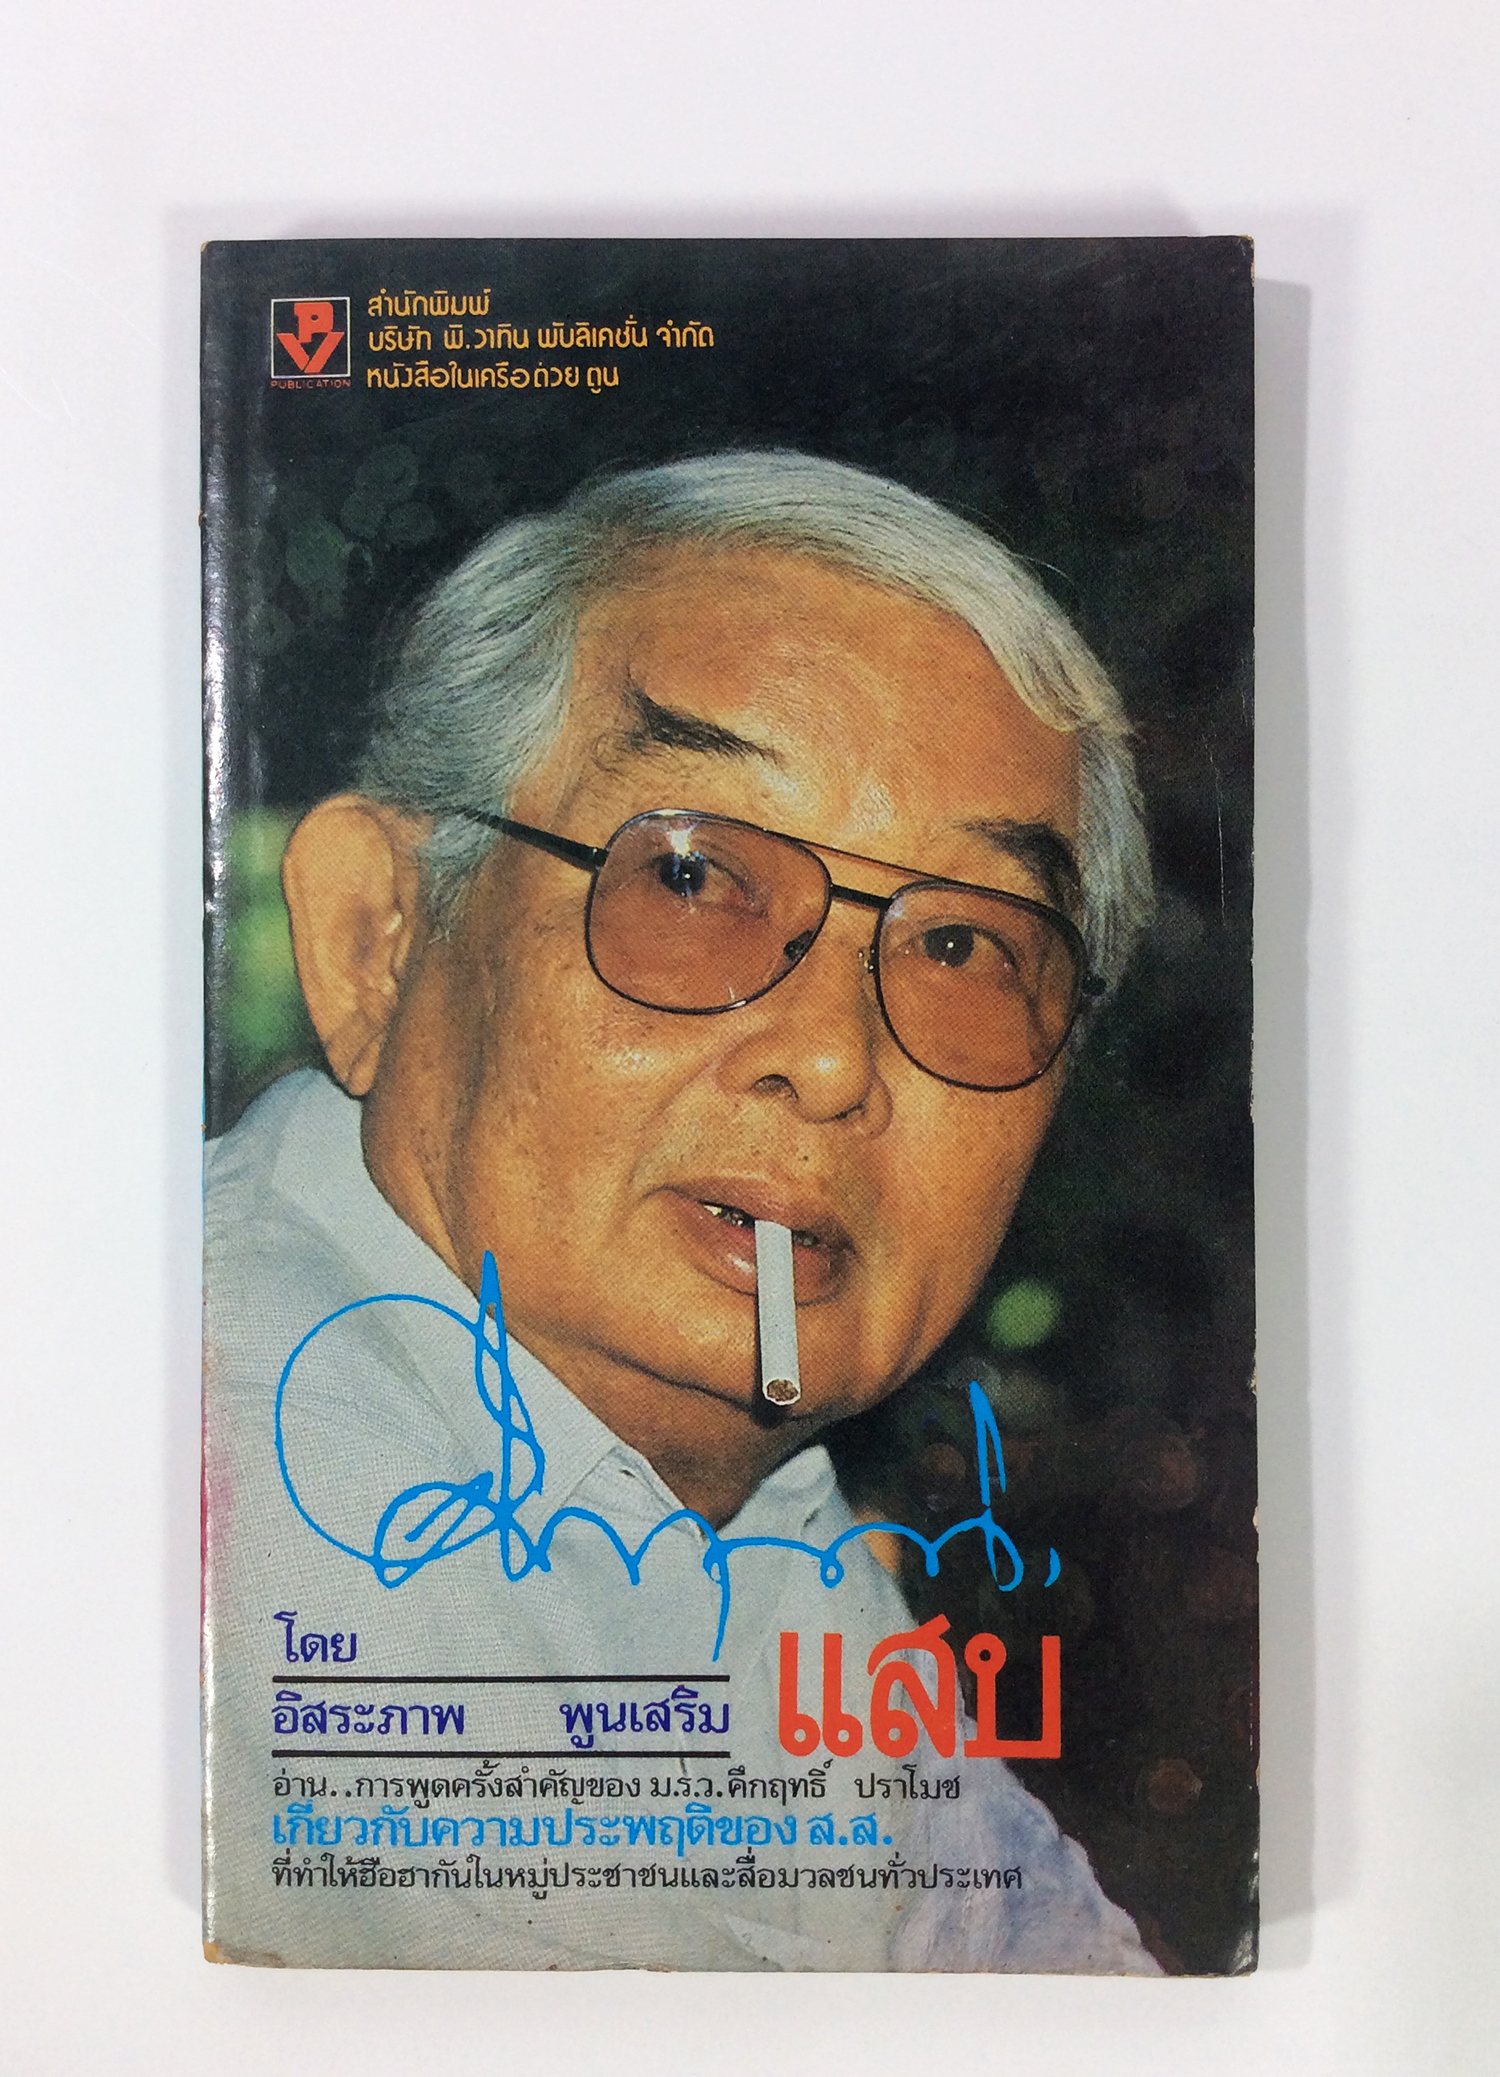 PV
PUBLICATION
สำนักพิมพ์
บริษัท พี.วาทิน พับลิเคชั่น จำกัด
หนังสือในเครือต่วย ตูน
คึกฤทธิ์
แสบ
โดย
อิสระภาพ พูนเสริม
อ่าน..การพูดครั้งสำคัญของ ม.ร.ว.คึกฤทธิ์ ปราโมช
เกี่ยวกับความประพฤติของ ส.ส.
ที่ทำให้ฮือฮากันในหมู่ประชาชนและสื่อมวลชนทั่วประเทศ